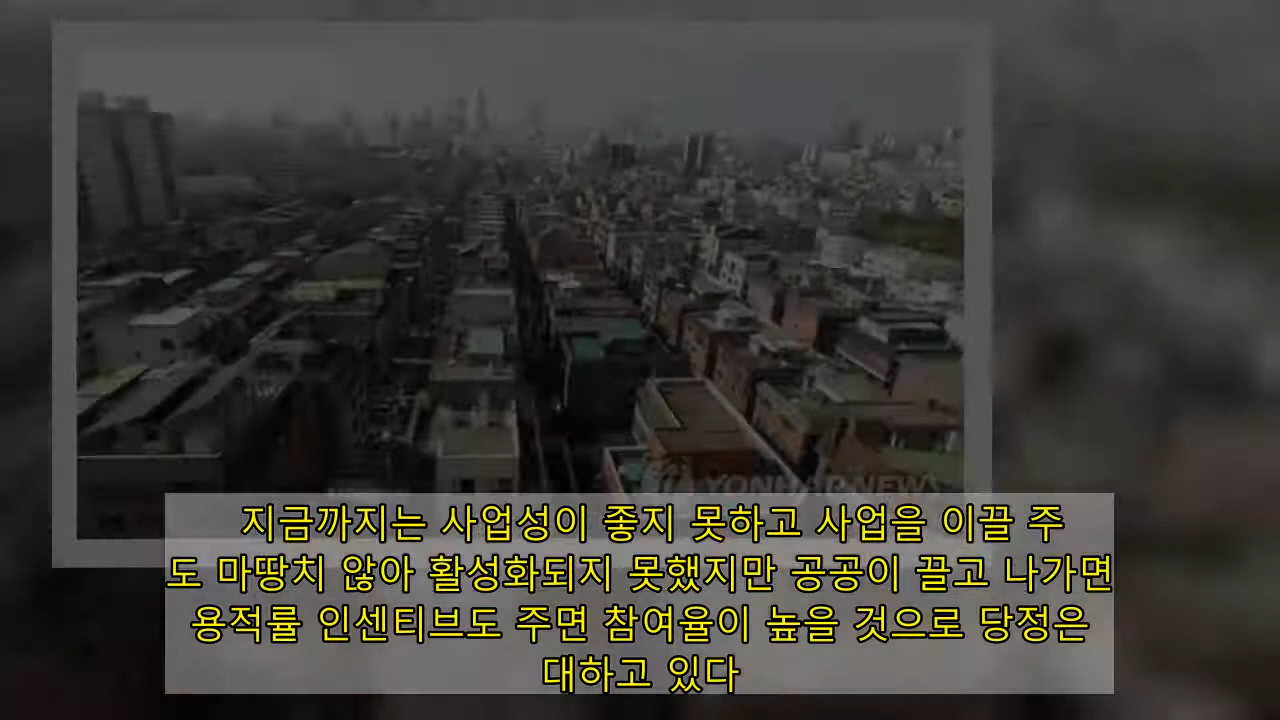 YONHAPNEWS
지금까지는 사업성이 좋지 못하고 사업을 이끌 주
도 마땅치 않아 활성화되지 못했지만 공공이 끌고 나가면
용적률 인센티브도 주면 참여율이 높을 것으로 당정은
대하고 있다